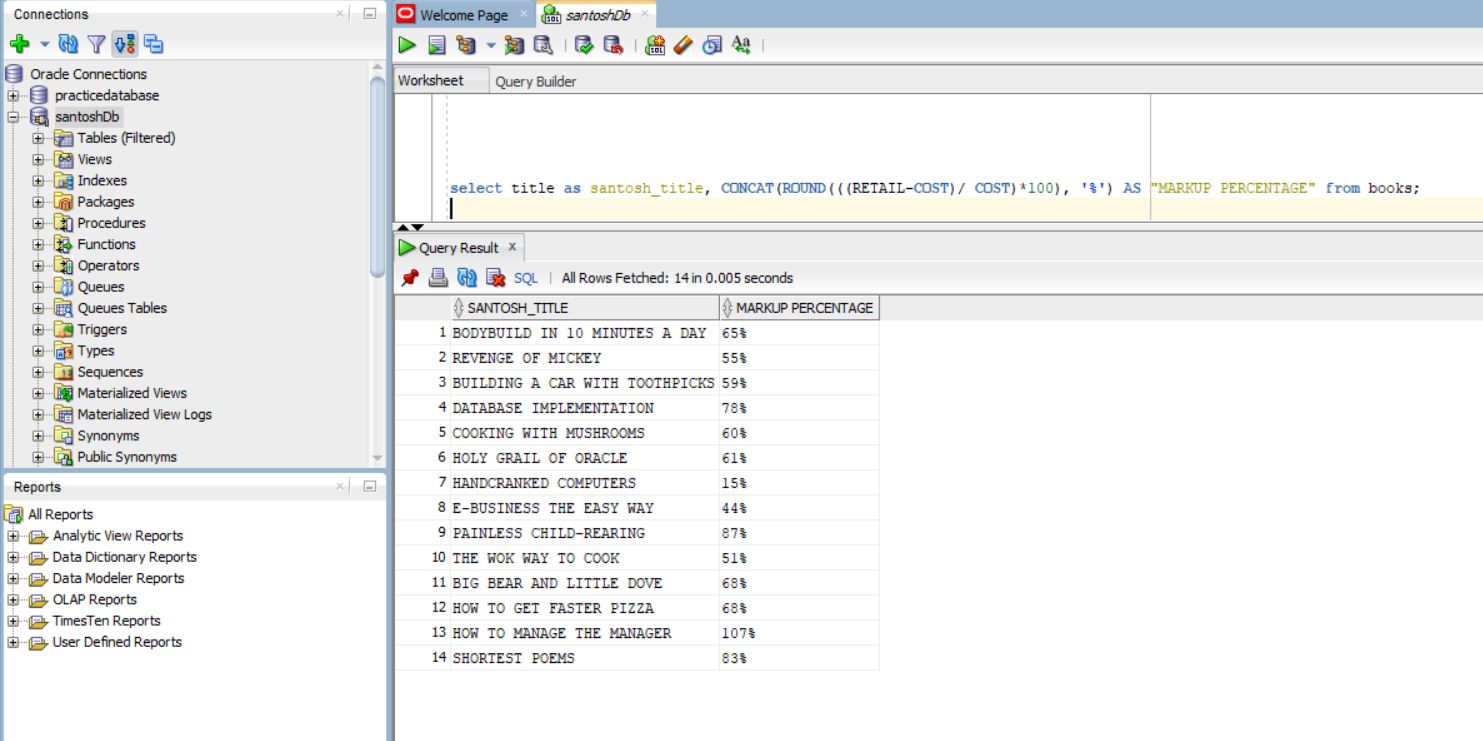 Connections
Oracle Connections
practicedatabase
santoshDb
Tables (Filtered)
Views
Indexes
Packages
Procedures
Functions
Operators
Queues
Queues Tables
Triggers
Types
Sequences
Materialized Views
Materialized View Logs
Synonyms
Public Synonyms
Reports
All Reports
Analytic View Reports
Data Dictionary Reports
Data Modeler Reports
OLAP Reports
TimesTen Reports
User Defined Reports
Welcome Page
santoshDb
Worksheet Query Builder
select title as santosh_title, CONCAT(ROUND(((RETAIL-COST)/ COST)*100), '%') AS "MARKUP PERCENTAGE" from books;
Query Result
SQL | All Rows Fetched: 14 in 0.005 seconds
SANTOSH_TITLE MARKUP PERCENTAGE
1 BODYBUILD IN 10 MINUTES A DAY 65%
2 REVENGE OF MICKEY 55%
3 BUILDING A CAR WITH TOOTHPICKS 59%
4 DATABASE IMPLEMENTATION 78%
5 COOKING WITH MUSHROOMS 60%
6 HOLY GRAIL OF ORACLE 61%
7 HANDCRANKED COMPUTERS 15%
8 E-BUSINESS THE EASY WAY 44%
9 PAINLESS CHILD-REARING 87%
10 THE WOK WAY TO COOK 51%
11 BIG BEAR AND LITTLE DOVE 68%
12 HOW TO GET FASTER PIZZA 68%
13 HOW TO MANAGE THE MANAGER 107%
14 SHORTEST POEMS 83%